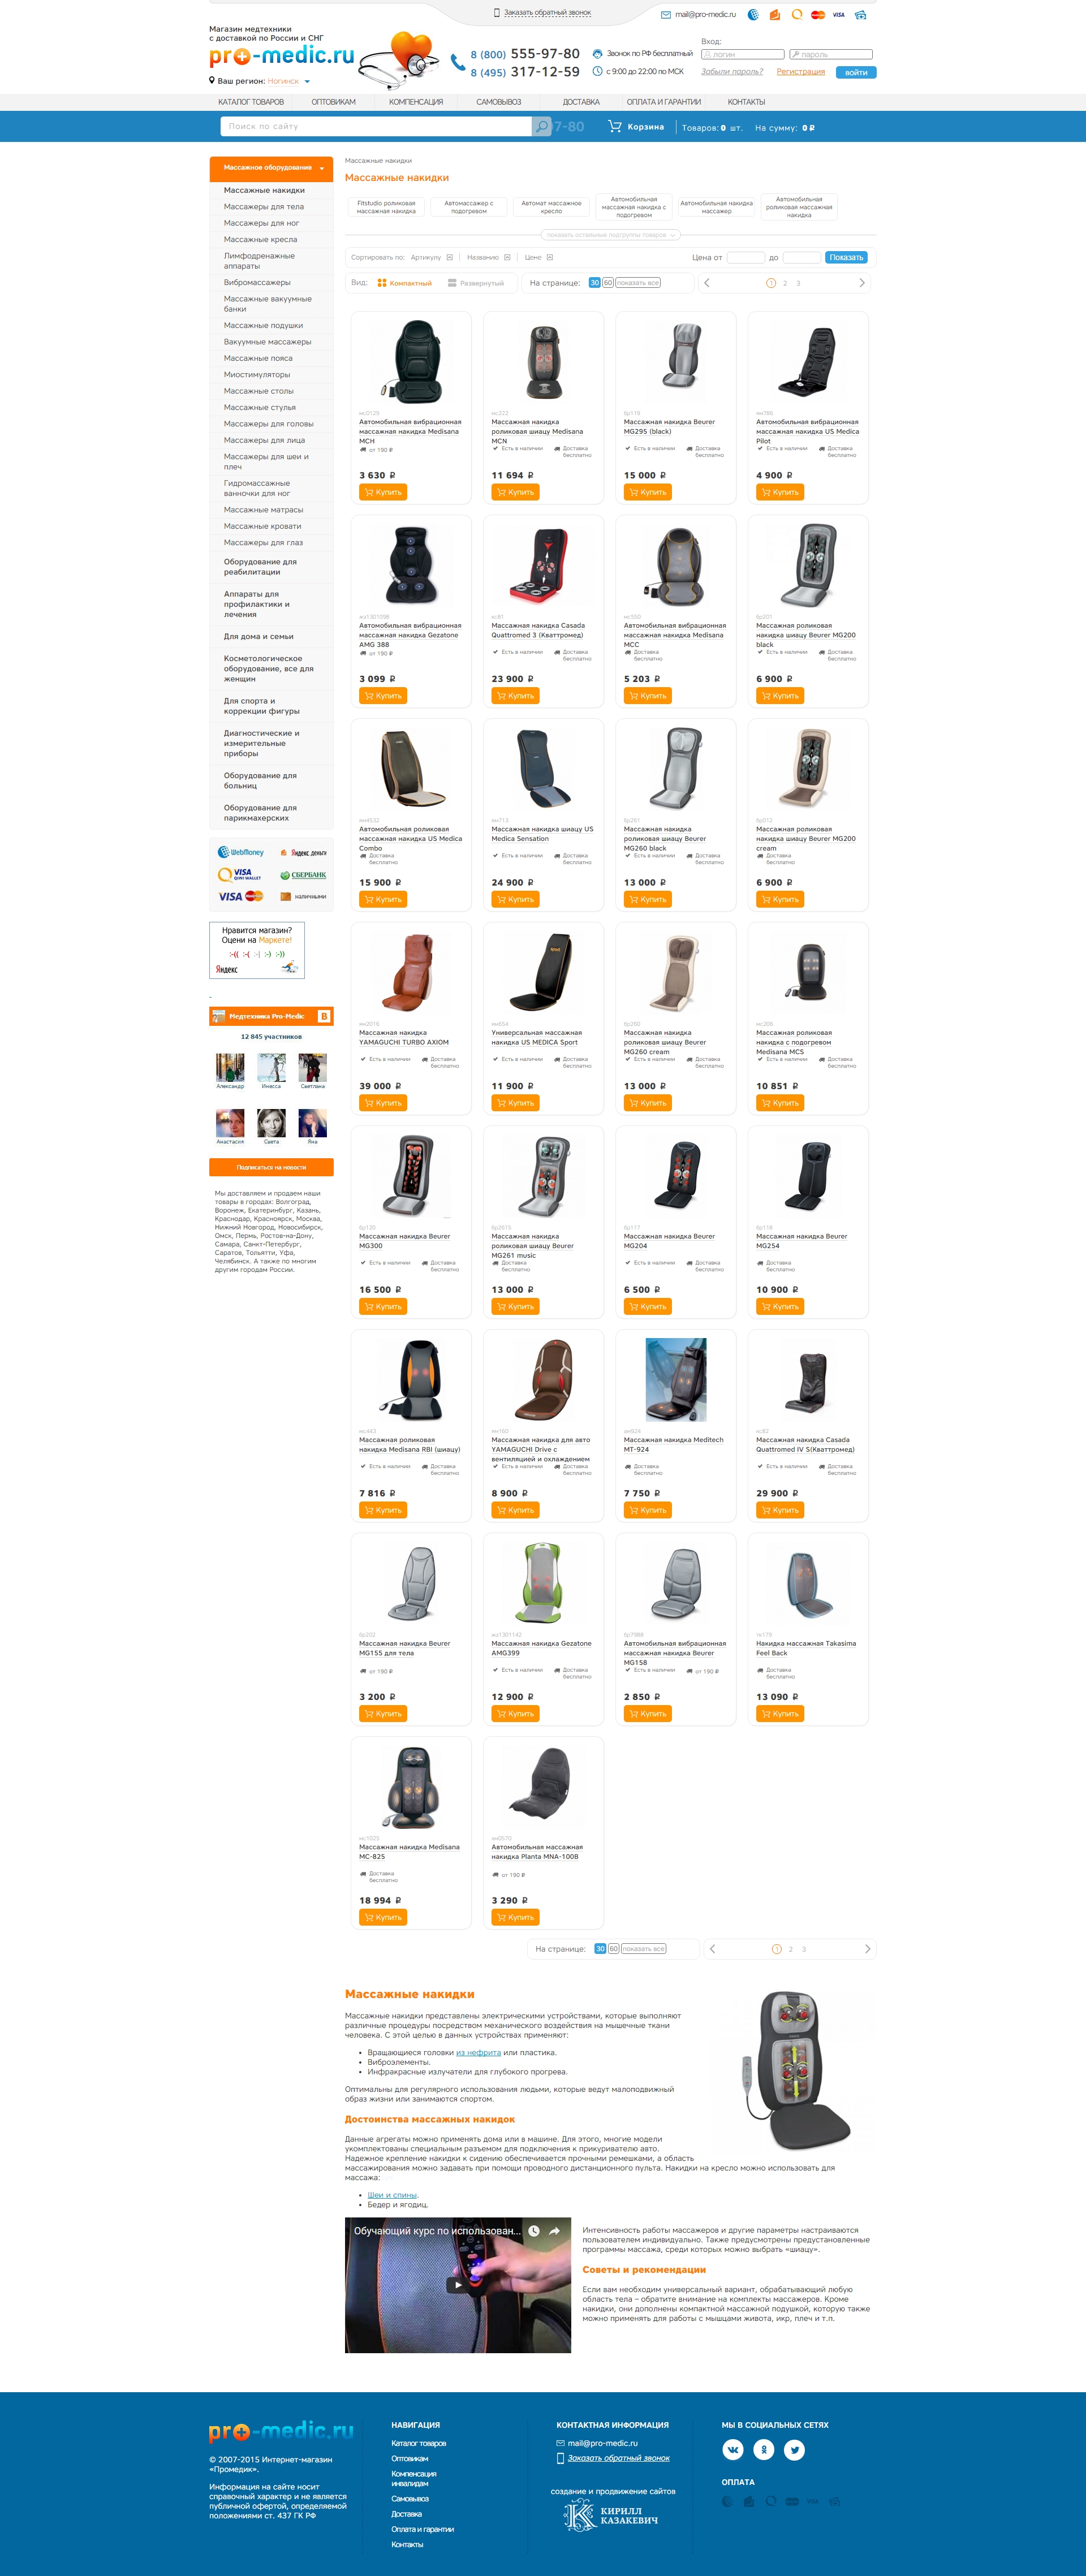 Заказать обратный звонок
mail@pro-medic.ru
Магазин медтехники
с доставкой по России и СНГ
pro-medic.ru
Ваш регион: Ногинск
8 (800) 555-97-80
8 (495) 317-12-59
Звонок по РФ бесплатный
с 9:00 до 22:00 по МСК
Вход:
логин
пароль
Забыли пароль?
Регистрация
войти
КАТАЛОГ ТОВАРОВ
ОПТОВИКАМ
КОМПЕНСАЦИЯ
САМОВЫВОЗ
ДОСТАВКА
ОПЛАТА И ГАРАНТИИ
КОНТАКТЫ
Поиск по сайту
Корзина
Товаров: 0 шт.
На сумму: 0 ₽
Массажное оборудование
Массажные накидки
Массажеры для тела
Массажеры для ног
Массажные кресла
Лимфодренажные
аппараты
Вибромассажеры
Массажные вакуумные
банки
Массажные подушки
Вакуумные массажеры
Массажные пояса
Миостимуляторы
Массажные столы
Массажные стулья
Массажеры для головы
Массажеры для лица
Массажеры для шеи и
плеч
Гидромассажные
ванночки для ног
Массажные матрасы
Массажные кровати
Массажеры для глаз
Оборудование для
реабилитации
Аппараты для
профилактики и
лечения
Для дома и семьи
Косметологическое
оборудование, все для
женщин
Для спорта и
коррекции фигуры
Диагностические и
измерительные
приборы
Оборудование для
больниц
Оборудование для
парикмахерских
WebMoney
Яндекс деньги
VISA
QIWI WALLET
СБЕРБАНК
VISA
MasterCard
наличными
Нравится магазин?
Оцени на Маркете!
:-(( :-( :-| :-) :-))
Яндекс
Медтехника Pro-Medic
12 845 участников
Александр
Инесса
Светлана
Анастасия
Света
Яна
Подписаться на новости
Мы доставляем и продаем наши
товары в городах: Волгоград,
Воронеж, Екатеринбург, Казань,
Краснодар, Красноярск, Москва,
Нижний Новгород, Новосибирск,
Омск, Пермь, Ростов-на-Дону,
Самара, Санкт-Петербург,
Саратов, Тольятти, Уфа,
Челябинск. А также по многим
другим городам России.
Массажные накидки
Массажные накидки
Fitstudio роликовая
массажная накидка
Автомассажер с
подогревом
Автомат массажное
кресло
Автомобильная
массажная накидка с
подогревом
Автомобильная накидка
массажер
Автомобильная
роликовая массажная
накидка
показать остальные подгруппы товаров
Сортировать по: Артикулу
Названию
Цене
Цена от
до
Показать
Вид:
Компактный
Развернутый
На странице: 30 60 показать все
1 2 3
Автомобильная вибрационная
массажная накидка Medisana
MCH
от 190 ₽
3 630 ₽
Купить
Массажная накидка
роликовая шиацу Medisana
MCN
Есть в наличии
Доставка
бесплатно
11 694 ₽
Купить
Массажная накидка Beurer
MG295 (black)
Есть в наличии
Доставка
бесплатно
15 000 ₽
Купить
Автомобильная вибрационная
массажная накидка US Medica
Pilot
Есть в наличии
Доставка
бесплатно
4 900 ₽
Купить
Автомобильная вибрационная
массажная накидка Gezatone
AMG 388
от 190 ₽
3 099 ₽
Купить
Массажная накидка Casada
Quattromed 3 (Кваттромед)
Есть в наличии
Доставка
бесплатно
23 900 ₽
Купить
Автомобильная вибрационная
массажная накидка Medisana
MCC
Доставка
бесплатно
5 203 ₽
Купить
Массажная роликовая
накидка шиацу Beurer MG200
black
Есть в наличии
Доставка
бесплатно
6 900 ₽
Купить
Автомобильная роликовая
массажная накидка US Medica
Combo
Доставка
бесплатно
15 900 ₽
Купить
Массажная накидка шиацу US
Medica Sensation
Есть в наличии
Доставка
бесплатно
24 900 ₽
Купить
Массажная накидка
роликовая шиацу Beurer
MG260 black
Есть в наличии
Доставка
бесплатно
13 000 ₽
Купить
Массажная роликовая
накидка шиацу Beurer MG200
cream
Доставка
бесплатно
6 900 ₽
Купить
Массажная накидка
YAMAGUCHI TURBO AXIOM
Есть в наличии
Доставка
бесплатно
39 000 ₽
Купить
Универсальная массажная
накидка US MEDICA Sport
Есть в наличии
Доставка
бесплатно
11 900 ₽
Купить
Массажная накидка
роликовая шиацу Beurer
MG260 cream
Есть в наличии
Доставка
бесплатно
13 000 ₽
Купить
Массажная роликовая
накидка с подогревом
Medisana MCS
Есть в наличии
Доставка
бесплатно
10 851 ₽
Купить
Массажная накидка Beurer
MG300
Есть в наличии
Доставка
бесплатно
16 500 ₽
Купить
Массажная накидка
роликовая шиацу Beurer
MG261 music
Доставка
бесплатно
13 000 ₽
Купить
Массажная накидка Beurer
MG204
Есть в наличии
Доставка
бесплатно
6 500 ₽
Купить
Массажная накидка Beurer
MG254
Доставка
бесплатно
10 900 ₽
Купить
Массажная роликовая
накидка Medisana RBI (шиацу)
Есть в наличии
Доставка
бесплатно
7 816 ₽
Купить
Массажная накидка для авто
YAMAGUCHI Drive с
вентиляцией и охлаждением
Есть в наличии
Доставка
бесплатно
8 900 ₽
Купить
Массажная накидка Meditech
MT-924
Доставка
бесплатно
7 750 ₽
Купить
Массажная накидка Casada
Quattromed IV S(Кваттромед)
Есть в наличии
Доставка
бесплатно
29 900 ₽
Купить
Массажная накидка Beurer
MG155 для тела
от 190 ₽
3 200 ₽
Купить
Массажная накидка Gezatone
AMG399
Есть в наличии
Доставка
бесплатно
12 900 ₽
Купить
Автомобильная вибрационная
массажная накидка Beurer
MG158
Есть в наличии
от 190 ₽
2 850 ₽
Купить
Накидка массажная Takasima
Feel Back
Доставка
бесплатно
13 090 ₽
Купить
Массажная накидка Medisana
MC-825
Доставка
бесплатно
18 994 ₽
Купить
Автомобильная массажная
накидка Planta MNA-100B
от 190 ₽
3 290 ₽
Купить
На странице: 30 60 показать все
1 2 3
Массажные накидки
Массажные накидки представлены электрическими устройствами, которые выполняют
различные процедуры посредством механического воздействия на мышечные ткани
человека. С этой целью в данных устройствах применяют:
• Вращающиеся головки из нефрита или пластика.
• Виброэлементы.
• Инфракрасные излучатели для глубокого прогрева.
Оптимальны для регулярного использования людьми, которые ведут малоподвижный
образ жизни или занимаются спортом.
Достоинства массажных накидок
Данные агрегаты можно применять дома или в машине. Для этого, многие модели
укомплектованы специальным разъемом для подключения к прикуривателю авто.
Надежное крепление накидки к сидению обеспечивается прочными ремешками, а область
массажирования можно задавать при помощи проводного дистанционного пульта. Накидки на кресло можно использовать для
массажа:
• Шеи и спины.
• Бедер и ягодиц.
Обучающий курс по использован...
Интенсивность работы массажеров и другие параметры настраиваются
пользователем индивидуально. Также предусмотрены предустановленные
программы массажа, среди которых можно выбрать «шиацу».
Советы и рекомендации
Если вам необходим универсальный вариант, обрабатывающий любую
область тела – обратите внимание на комплекты массажеров. Кроме
накидки, они дополнены компактной массажной подушкой, которую также
можно применять для работы с мышцами живота, икр, плеч и т.п.
pro-medic.ru
© 2007-2015 Интернет-магазин
«Промедик».
Информация на сайте носит
справочный характер и не является
публичной офертой, определяемой
положениями ст. 437 ГК РФ
НАВИГАЦИЯ
Каталог товаров
Оптовикам
Компенсация
инвалидам
Самовывоз
Доставка
Оплата и гарантии
Контакты
КОНТАКТНАЯ ИНФОРМАЦИЯ
mail@pro-medic.ru
Заказать обратный звонок
создание и продвижение сайтов
КИРИЛЛ
КАЗАКЕВИЧ
МЫ В СОЦИАЛЬНЫХ СЕТЯХ
ОПЛАТА